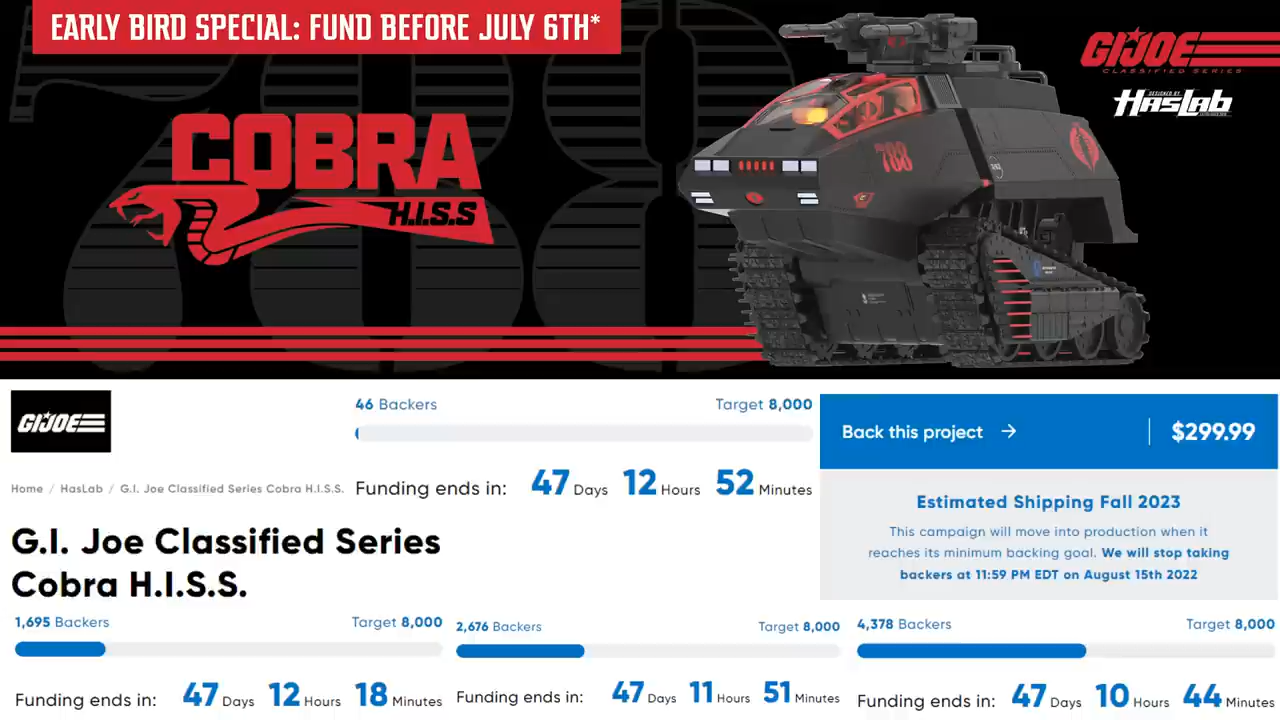 EARLY BIRD SPECIAL: FUND BEFORE JULY 6TH*
788
COBRA
H.I.S.S
788
GIJOE
CLASSIFIED SERIES
DESIGNED BY
HASLAB
GIJOE
46 Backers
Target 8,000
Home / HasLab / G.I. Joe Classified Series Cobra H.I.S.S.
Funding ends in: 47 Days 12 Hours 52 Minutes
G.I. Joe Classified Series
Cobra H.I.S.S.
Back this project → | $299.99
Estimated Shipping Fall 2023
This campaign will move into production when it
reaches its minimum backing goal. We will stop taking
backers at 11:59 PM EDT on August 15th 2022
1,695 Backers
Target 8,000
Funding ends in: 47 Days 12 Hours 18 Minutes
2,676 Backers
Target 8,000
Funding ends in: 47 Days 11 Hours 51 Minutes
4,378 Backers
Target 8,000
Funding ends in: 47 Days 10 Hours 44 Minutes